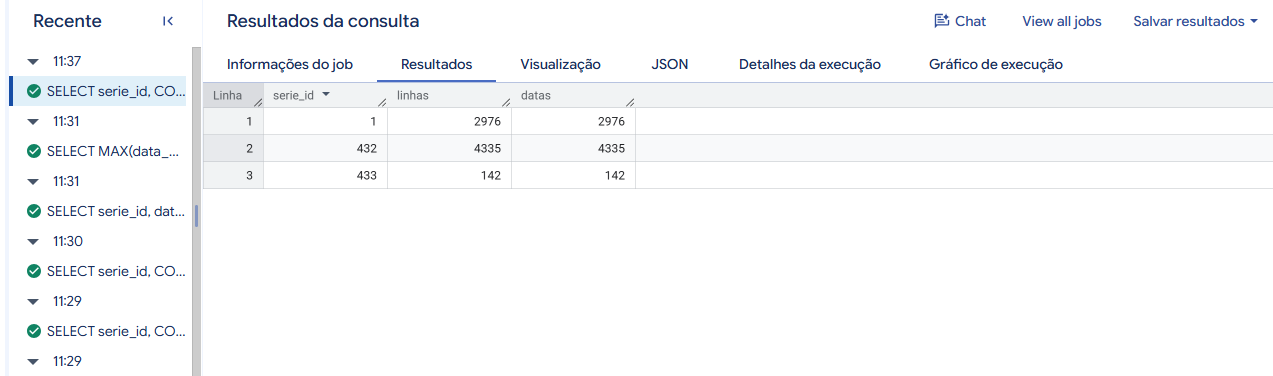 Recente
11:37
SELECT serie_id, CO...
11:31
SELECT MAX(data_...
11:31
SELECT serie_id, dat...
11:30
SELECT serie_id, CO...
11:29
SELECT serie_id, CO...
11:29
Resultados da consulta
Chat View all jobs Salvar resultados
Informações do job Resultados Visualização JSON Detalhes da execução Gráfico de execução
Linha serie_id linhas datas
1 1 2976 2976
2 432 4335 4335
3 433 142 142